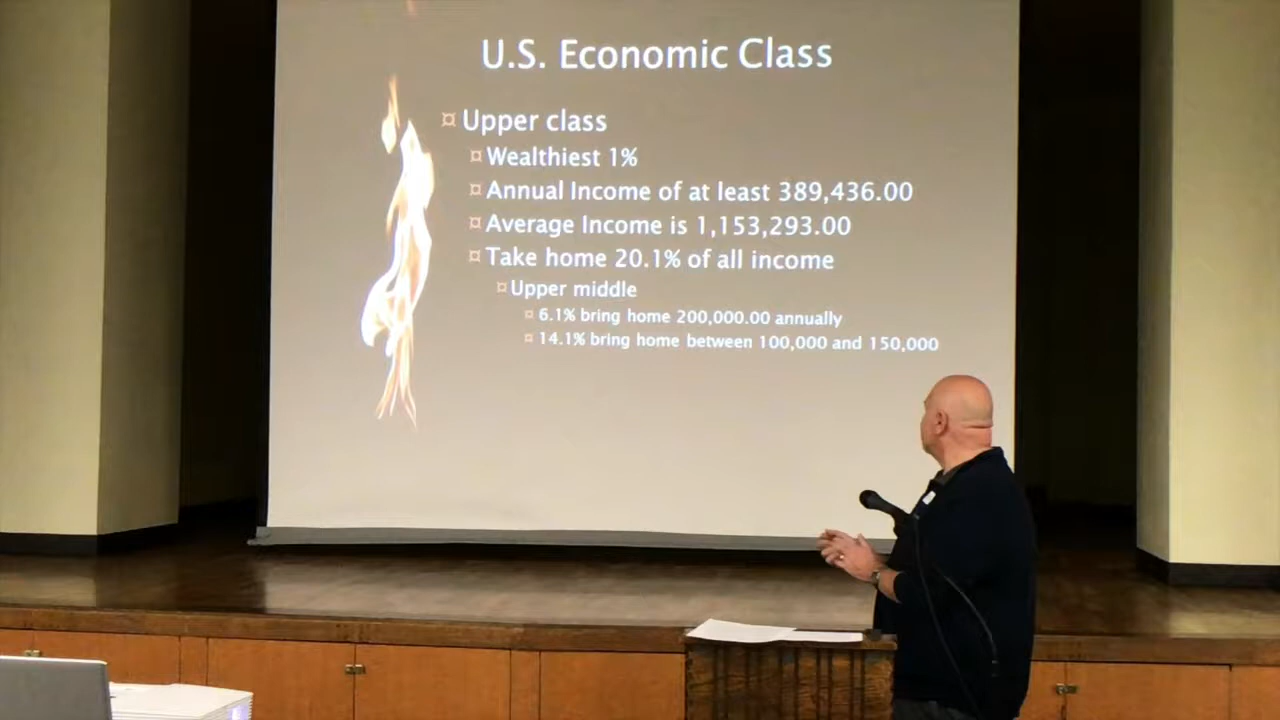 U.S. Economic Class
¤ Upper class
¤ Wealthiest 1%
¤ Annual Income of at least 389,436.00
¤ Average Income is 1,153,293.00
¤ Take home 20.1% of all income
¤ Upper middle
¤ 6.1% bring home 200,000.00 annually
¤ 14.1% bring home between 100,000 and 150,000